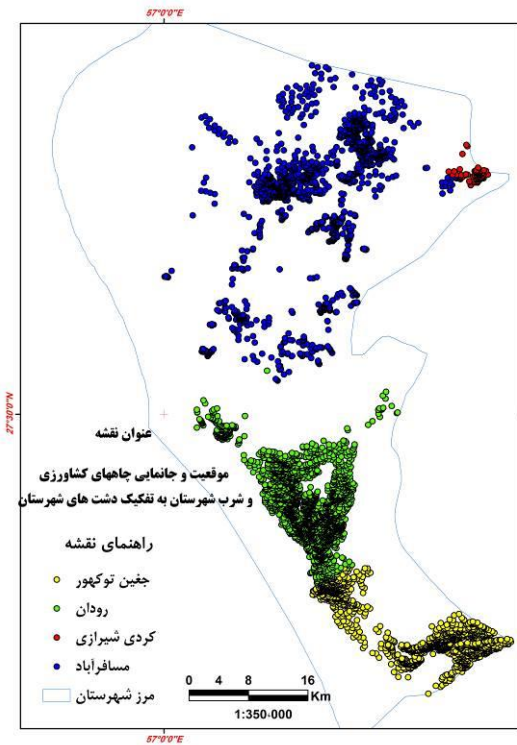 57°0'0"E
27°30'0"N
عنوان نقشه
موقعیت و جانمایی چاههای کشاورزی
و شرب شهرستان به تفکیک دشت های شهرستان
راهنمای نقشه
جغین توکهور
رودان
کردی شیرازی
مسافرآباد
مرز شهرستان
0 4 8 16
Km
1:350،000
57°0'0"E